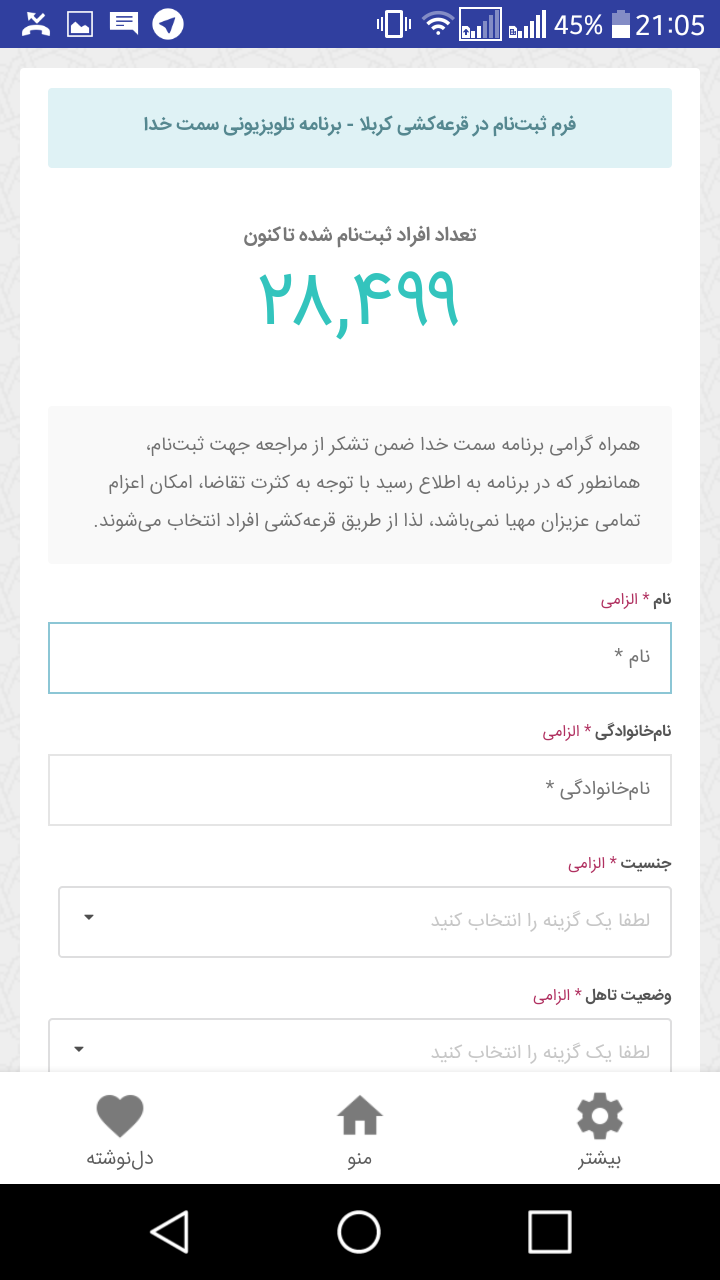 45% 21:05
فرم ثبت‌نام در قرعه‌کشی کربلا - برنامه تلویزیونی سمت خدا
تعداد افراد ثبت‌نام شده تاکنون
۲۸,۴۹۹
همراه گرامی برنامه سمت خدا ضمن تشکر از مراجعه جهت ثبت‌نام،
همانطور که در برنامه به اطلاع رسید با توجه به کثرت تقاضا، امکان اعزام
تمامی عزیزان مهیا نمی‌باشد، لذا از طریق قرعه‌کشی افراد انتخاب می‌شوند.
نام * الزامی
نام *
نام‌خانوادگی * الزامی
نام‌خانوادگی *
جنسیت * الزامی
لطفا یک گزینه را انتخاب کنید
وضعیت تاهل * الزامی
لطفا یک گزینه را انتخاب کنید
بیشتر
منو
دل‌نوشته